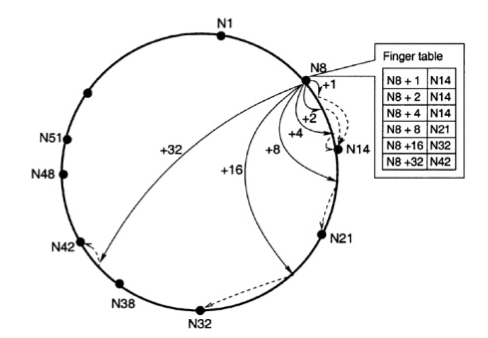 N1
N8
Finger table
+1
N8 + 1 N14
N8 + 2 N14
+2
N8 + 4 N14
+4
N8 + 8 N21
N51
+32
+8
N14
N8 +16 N32
N8 +32 N42
+16
N48
N21
N42
N38
N32